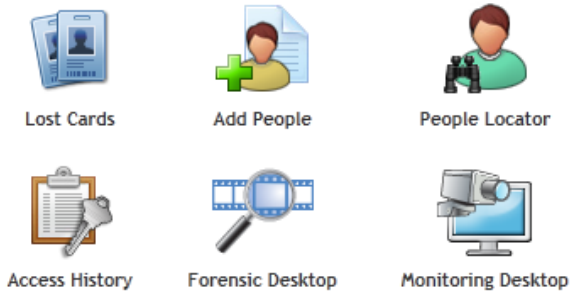 Lost Cards
Add People
People Locator
Access History
Forensic Desktop
Monitoring Desktop